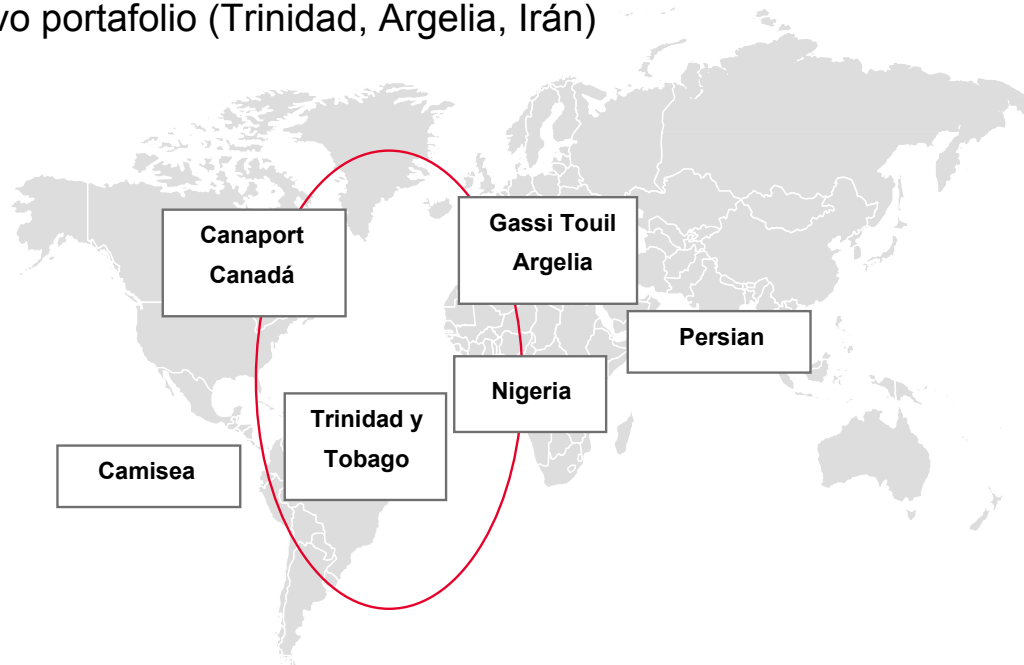 vo portafolio (Trinidad, Argelia, Irán)
Canaport
Canadá
Gassi Touil
Argelia
Persian
Nigeria
Trinidad y
Tobago
Camisea